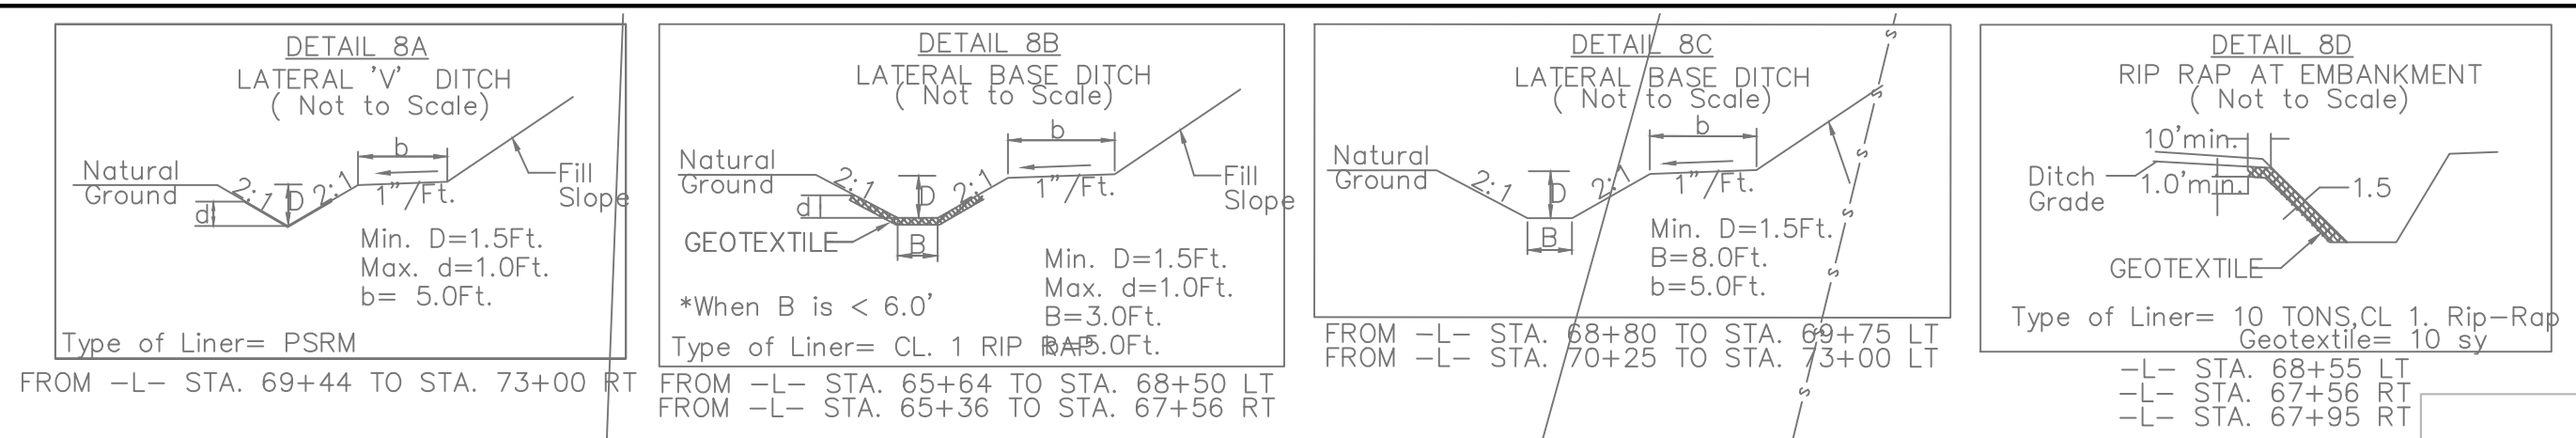 DETAIL 8A
LATERAL 'V' DITCH
( Not to Scale)
b
Natural
Ground
2:1
D
2:1
1"/Ft.
Fill
Slope
d
Min. D=1.5Ft.
Max. d=1.0Ft.
b= 5.0Ft.
Type of Liner= PSRM
FROM -L- STA. 69+44 TO STA. 73+00 RT
DETAIL 8B
LATERAL BASE DITCH
( Not to Scale)
b
Natural
Ground
2:1
D
2:1
1"/Ft.
Fill
Slope
d
GEOTEXTILE
B
Min. D=1.5Ft.
Max. d=1.0Ft.
*When B is < 6.0'
B=3.0Ft.
b=5.0Ft.
Type of Liner= CL. 1 RIP RAP
FROM -L- STA. 65+64 TO STA. 68+50 LT
FROM -L- STA. 65+36 TO STA. 67+56 RT
DETAIL 8C
LATERAL BASE DITCH
( Not to Scale)
b
Natural
Ground
2:1
D
2:1
1"/Ft.
B
Min. D=1.5Ft.
B=8.0Ft.
b=5.0Ft.
FROM -L- STA. 68+80 TO STA. 69+75 LT
FROM -L- STA. 70+25 TO STA. 73+00 LT
S
S
S
S
S
S
S
DETAIL 8D
RIP RAP AT EMBANKMENT
( Not to Scale)
10'min.
Ditch
Grade
1.0'min.
1.5
GEOTEXTILE
Type of Liner= 10 TONS,CL 1. Rip-Rap
Geotextile= 10 sy
-L- STA. 68+55 LT
-L- STA. 67+56 RT
-L- STA. 67+95 RT